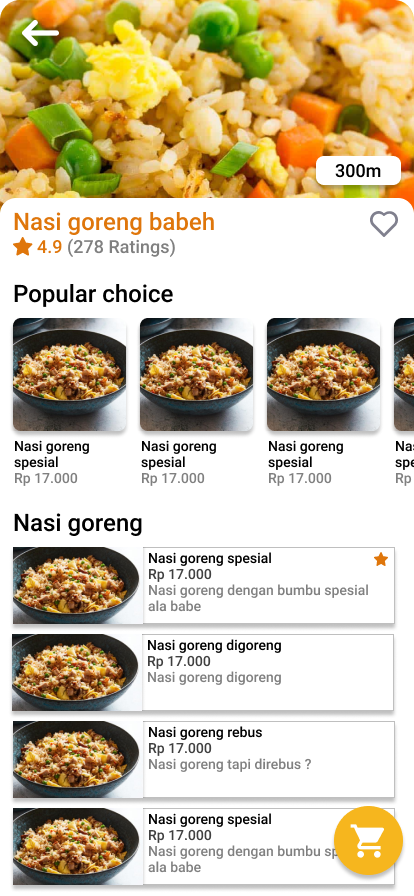 300m
Nasi goreng babeh
4.9 (278 Ratings)
Popular choice
Nasi goreng
spesial
Rp 17.000
Nasi goreng
spesial
Rp 17.000
Nasi goreng
spesial
Rp 17.000
Na
spe
Rp
Nasi goreng
Nasi goreng spesial
Rp 17.000
Nasi goreng dengan bumbu spesial
ala babe
Nasi goreng digoreng
Rp 17.000
Nasi goreng digoreng
Nasi goreng rebus
Rp 17.000
Nasi goreng tapi direbus ?
Nasi goreng spesial
Rp 17.000
Nasi goreng dengan bumbu sp
ala babe